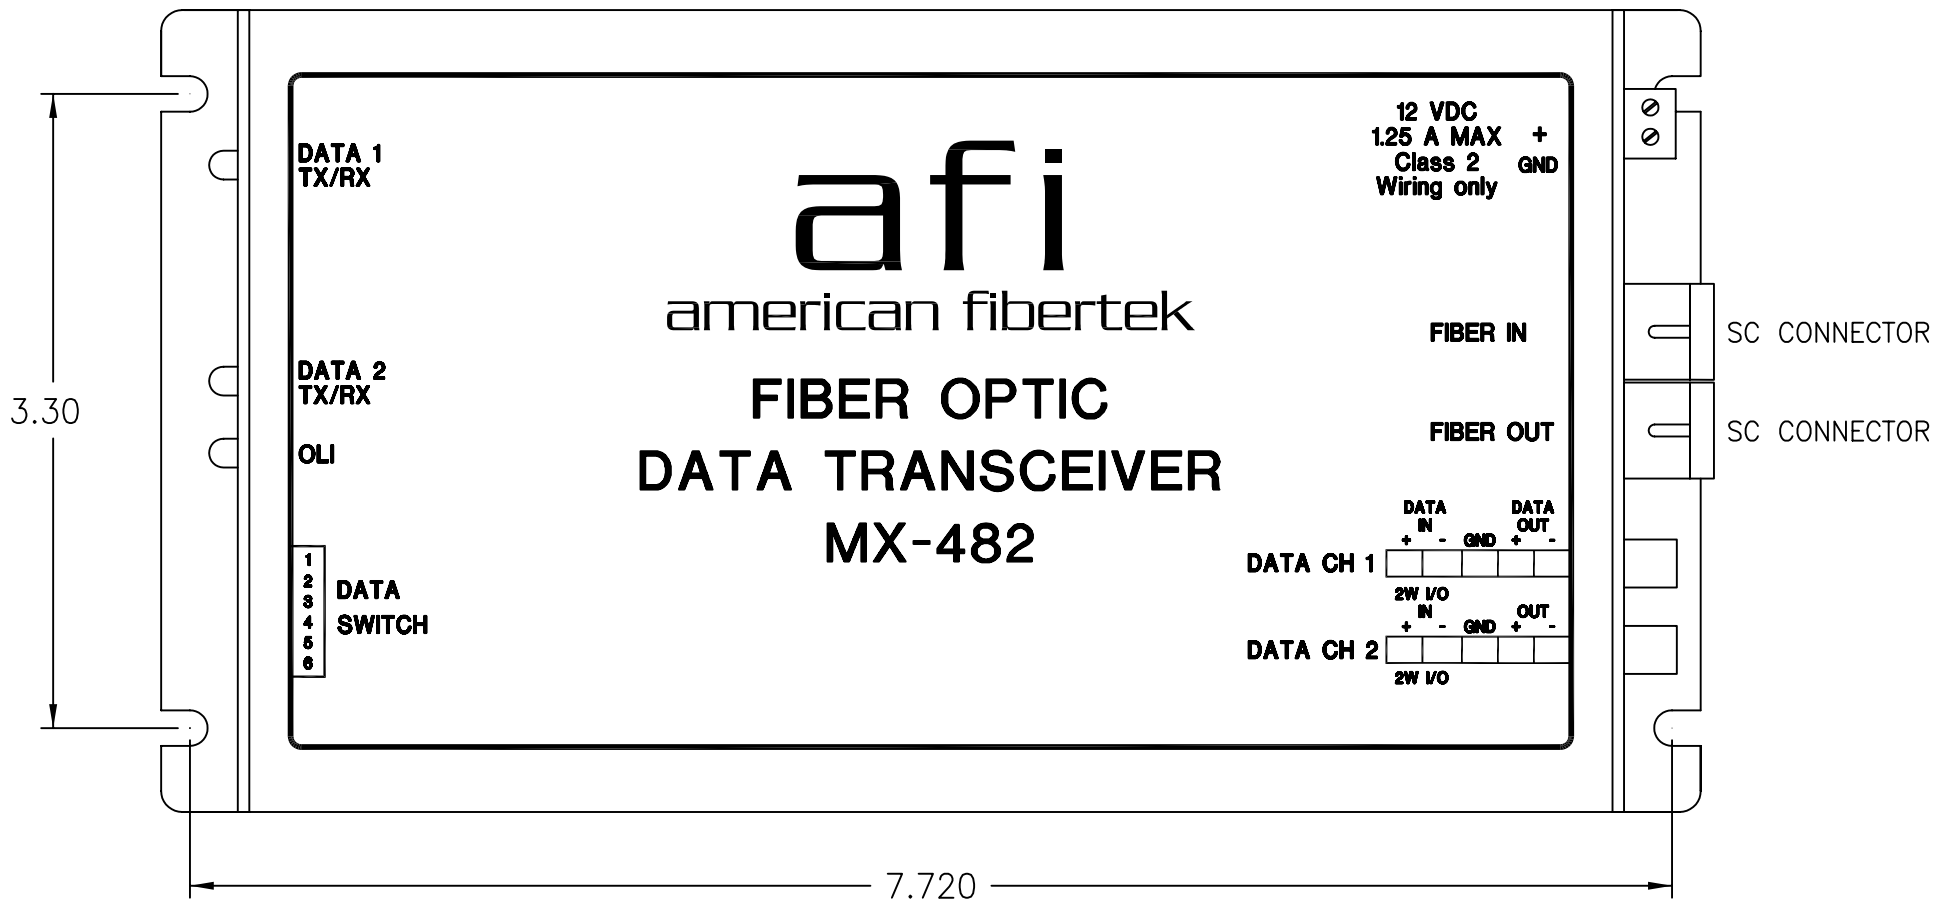 DATA 1
TX/RX
12 VDC
1.25 A MAX +
Class 2 GND
Wiring only
afi
american fibertek
FIBER IN
SC CONNECTOR
DATA 2
TX/RX
FIBER OPTIC
3.30
FIBER OUT
SC CONNECTOR
OLI
DATA TRANSCEIVER
MX-482
DATA DATA
IN OUT
+ - GND + -
DATA CH 1
2W I/O
1
2
3
4
5
6
DATA
SWITCH
IN OUT
+ - GND + -
DATA CH 2
2W I/O
7.720